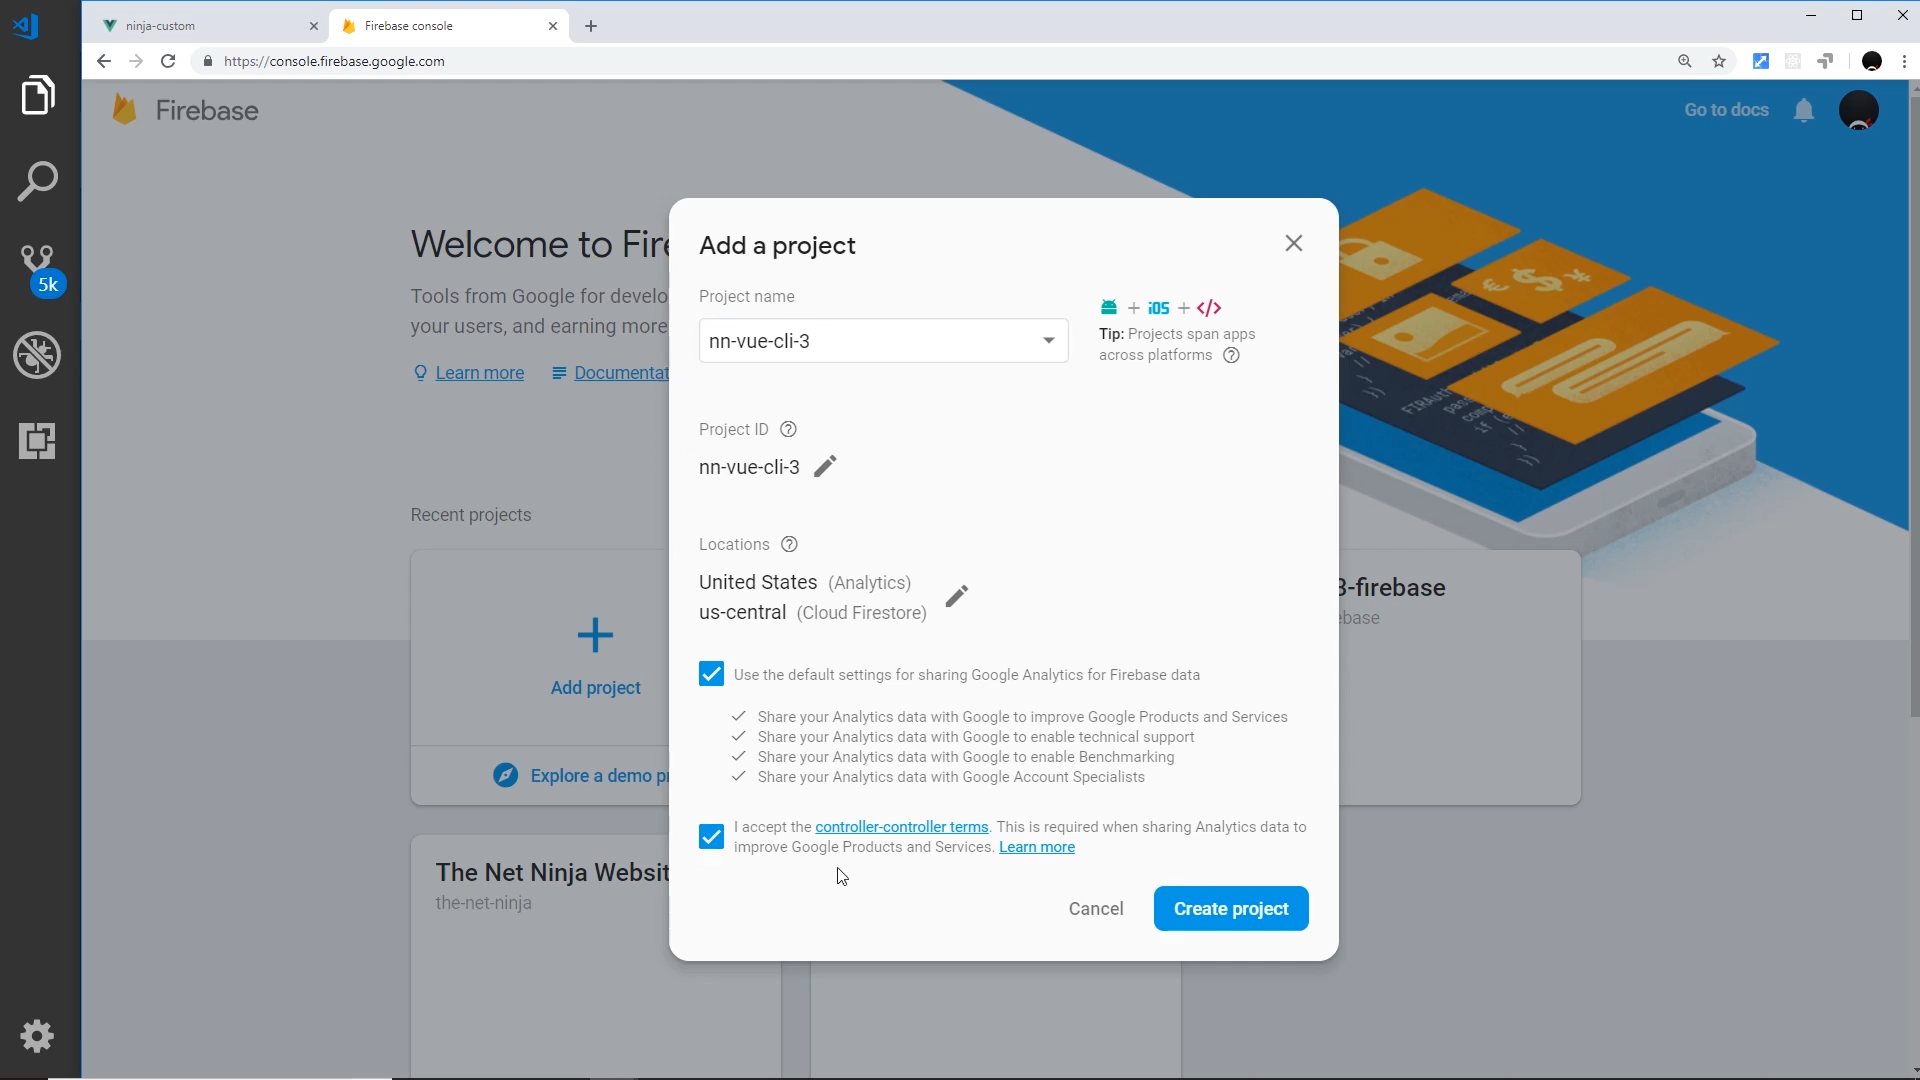 ninja-custom
Firebase console
https://console.firebase.google.com
5k
Firebase
Go to docs
Welcome to Fire
Tools from Google for develo
your users, and earning more
Learn more
Documentat
Recent projects
Add project
Explore a demo pr
The Net Ninja Websit
the-net-ninja
3-firebase
ebase
Add a project
Project name
nn-vue-cli-3
+ iOS + </>
Tip: Projects span apps
across platforms
Project ID
nn-vue-cli-3
Locations
United States (Analytics)
us-central (Cloud Firestore)
Use the default settings for sharing Google Analytics for Firebase data
Share your Analytics data with Google to improve Google Products and Services
Share your Analytics data with Google to enable technical support
Share your Analytics data with Google to enable Benchmarking
Share your Analytics data with Google Account Specialists
I accept the controller-controller terms. This is required when sharing Analytics data to
improve Google Products and Services. Learn more
Cancel
Create project